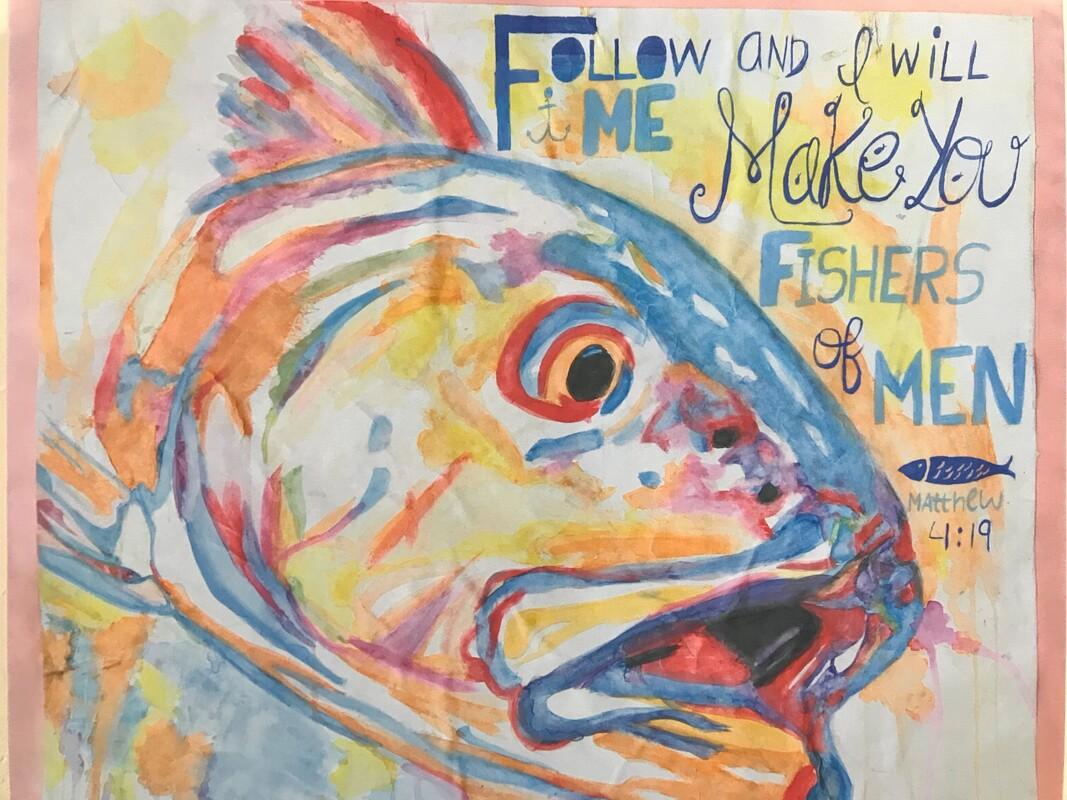 FOLLOW AND I WILL
ME
Make You
FISHERS
of
MEN
Matthew
4:19